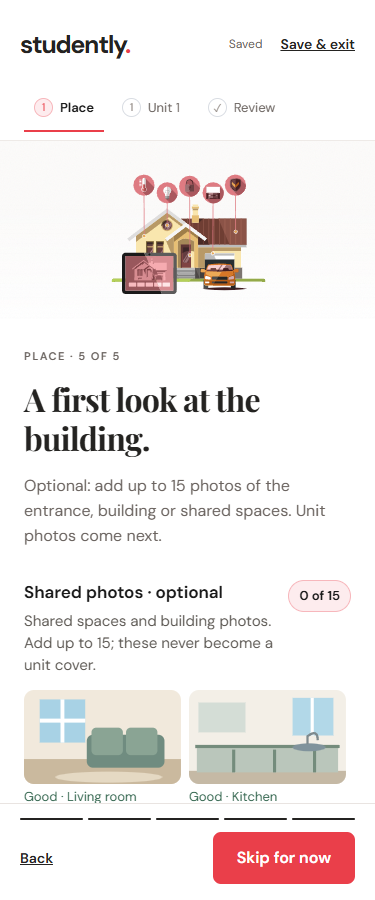 studently.
Saved
Save & exit
1 Place
1 Unit 1
✓ Review
PLACE · 5 OF 5
A first look at the
building.
Optional: add up to 15 photos of the
entrance, building or shared spaces. Unit
photos come next.
Shared photos · optional
0 of 15
Shared spaces and building photos.
Add up to 15; these never become a
unit cover.
Good · Living room
Good · Kitchen
Back
Skip for now